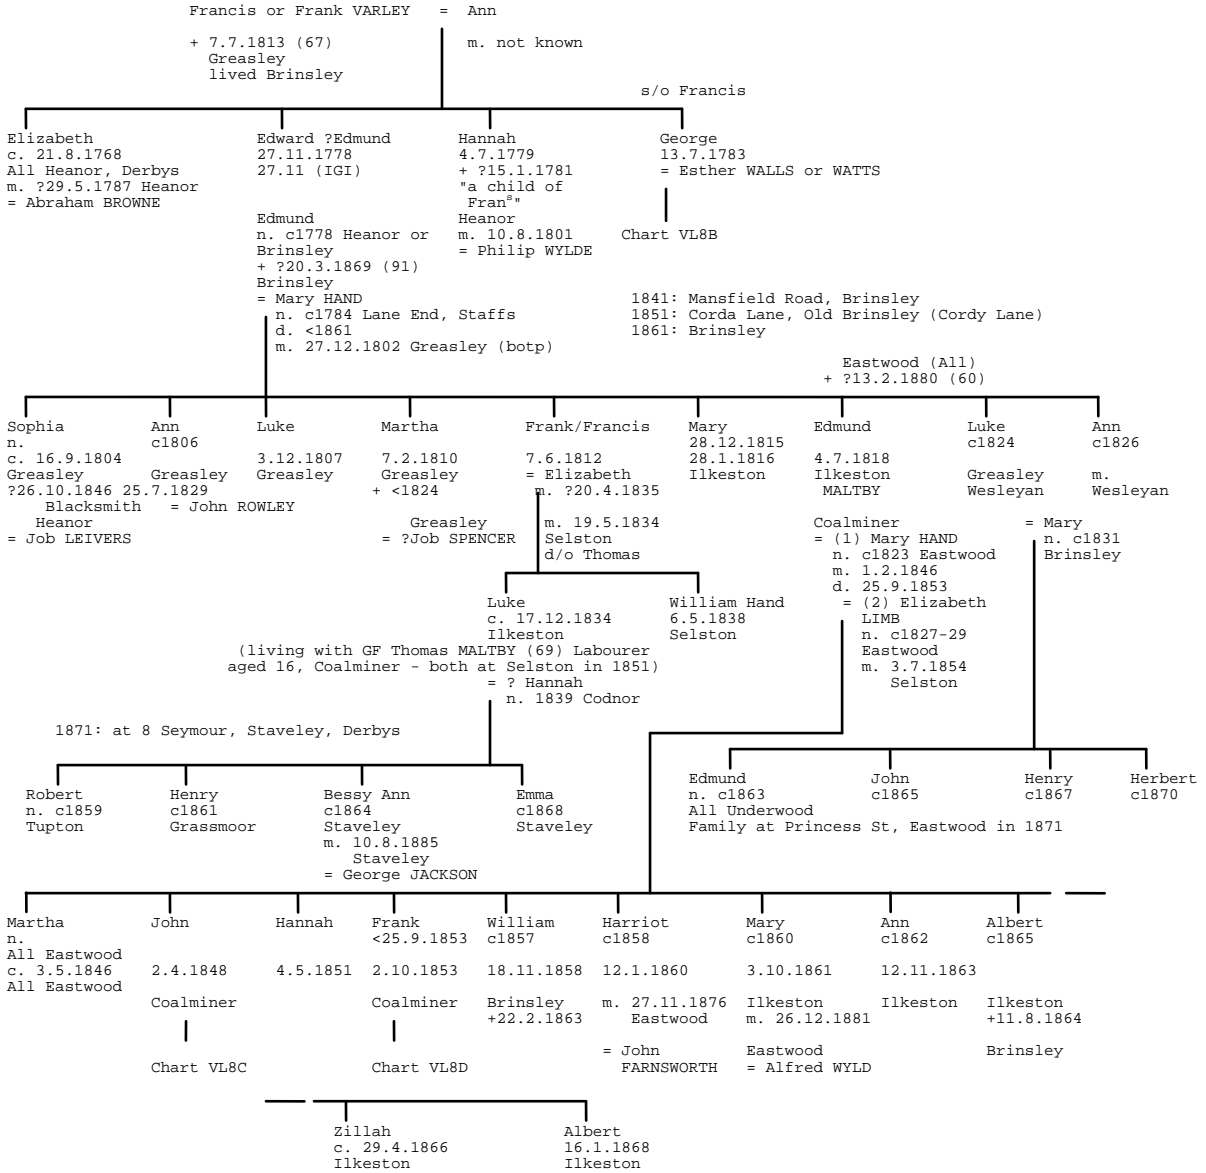 Francis or Frank VARLEY = Ann
+ 7.7.1813 (67) m. not known
Greasley
lived Brinsley
s/o Francis
Elizabeth Edward ?Edmund Hannah George
c. 21.8.1768 27.11.1778 4.7.1779 13.7.1783
All Heanor, Derbys 27.11 (IGI) + ?15.1.1781 = Esther WALLS or WATTS
m. ?29.5.1787 Heanor "a child of
= Abraham BROWNE Franˢ"
Edmund Heanor
n. c1778 Heanor or m. 10.8.1801 Chart VL8B
Brinsley = Philip WYLDE
+ ?20.3.1869 (91)
Brinsley
= Mary HAND 1841: Mansfield Road, Brinsley
n. c1784 Lane End, Staffs 1851: Corda Lane, Old Brinsley (Cordy Lane)
d. <1861 1861: Brinsley
m. 27.12.1802 Greasley (botp)
Eastwood (All)
+ ?13.2.1880 (60)
Sophia Ann Luke Martha Frank/Francis Mary Edmund Luke Ann
n. c1806 28.12.1815 c1824 c1826
c. 16.9.1804 3.12.1807 7.2.1810 7.6.1812 28.1.1816 4.7.1818
Greasley Greasley Greasley Greasley = Elizabeth Ilkeston Ilkeston Greasley m.
?26.10.1846 25.7.1829 + <1824 m. ?20.4.1835 MALTBY Wesleyan Wesleyan
Blacksmith = John ROWLEY
Heanor Greasley m. 19.5.1834 Coalminer = Mary
= Job LEIVERS = ?Job SPENCER Selston = (1) Mary HAND n. c1831
d/o Thomas n. c1823 Eastwood Brinsley
m. 1.2.1846
d. 25.9.1853
Luke William Hand = (2) Elizabeth
c. 17.12.1834 6.5.1838 LIMB
Ilkeston Selston n. c1827-29
(living with GF Thomas MALTBY (69) Labourer Eastwood
aged 16, Coalminer - both at Selston in 1851) m. 3.7.1854
= ? Hannah Selston
n. 1839 Codnor
1871: at 8 Seymour, Staveley, Derbys
Edmund John Henry Herbert
Robert Henry Bessy Ann Emma n. c1863 c1865 c1867 c1870
n. c1859 c1861 c1864 c1868 All Underwood
Tupton Grassmoor Staveley Staveley Family at Princess St, Eastwood in 1871
m. 10.8.1885
Staveley
= George JACKSON
Martha John Hannah Frank William Harriot Mary Ann Albert
n. <25.9.1853 c1857 c1858 c1860 c1862 c1865
All Eastwood
c. 3.5.1846 2.4.1848 4.5.1851 2.10.1853 18.11.1858 12.1.1860 3.10.1861 12.11.1863
All Eastwood
Coalminer Coalminer Brinsley m. 27.11.1876 Ilkeston Ilkeston Ilkeston
+22.2.1863 Eastwood m. 26.12.1881 +11.8.1864
= John Eastwood Brinsley
Chart VL8C Chart VL8D FARNSWORTH = Alfred WYLD
Zillah Albert
c. 29.4.1866 16.1.1868
Ilkeston Ilkeston